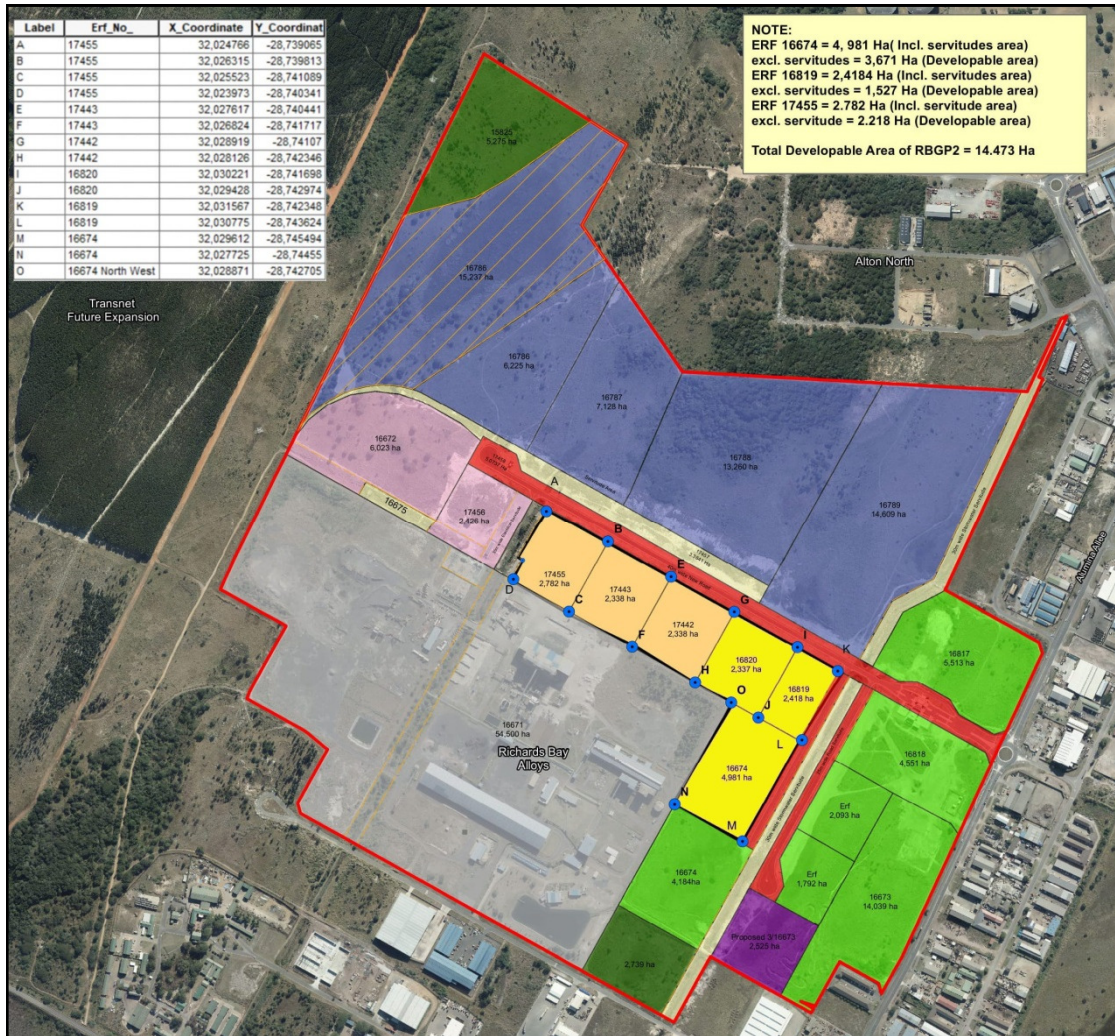 Label Erf_No_ X_Coordinate Y_Coordinat
A 17455 32,024766 -28,739065
B 17455 32,026315 -28,739813
C 17455 32,025523 -28,741089
D 17455 32,023973 -28,740341
E 17443 32,027617 -28,740441
F 17443 32,026824 -28,741717
G 17442 32,028919 -28,74107
H 17442 32,028126 -28,742346
I 16820 32,030221 -28,741698
J 16820 32,029428 -28,742974
K 16819 32,031567 -28,742348
L 16819 32,030775 -28,743624
M 16674 32,029612 -28,745494
N 16674 32,027725 -28,74455
O 16674 North West 32,028871 -28,742705
NOTE:
ERF 16674 = 4, 981 Ha( Incl. servitudes area)
excl. servitudes = 3,671 Ha (Developable area)
ERF 16819 = 2,4184 Ha (Incl. servitudes area)
excl. servitudes = 1,527 Ha (Developable area)
ERF 17455 = 2.782 Ha (Incl. servitude area)
excl. servitude = 2.218 Ha (Developable area)
Total Developable Area of RBGP2 = 14.473 Ha
15825
5,275 ha
16785
15,237 ha
Alton North
Transnet
Future Expansion
16786
6,225 ha
16787
7,128 ha
16788
13,260 ha
16789
14,609 ha
16672
6,023 ha
16675
17456
2,426 ha
A
B
E
G
I
K
D
C
F
H
O
J
L
N
M
17455
2,782 ha
17443
2,338 ha
17442
2,338 ha
16820
2,337 ha
16819
2,418 ha
16674
4,981 ha
Alumina Allee
16817
5,513 ha
16671
54,500 ha
Richards Bay
Alloys
16818
4,551 ha
Erf
2,093 ha
Erf
1,792 ha
16674
4,184ha
16673
14,039 ha
Proposed 3/16673
2,525 ha
2,739 ha